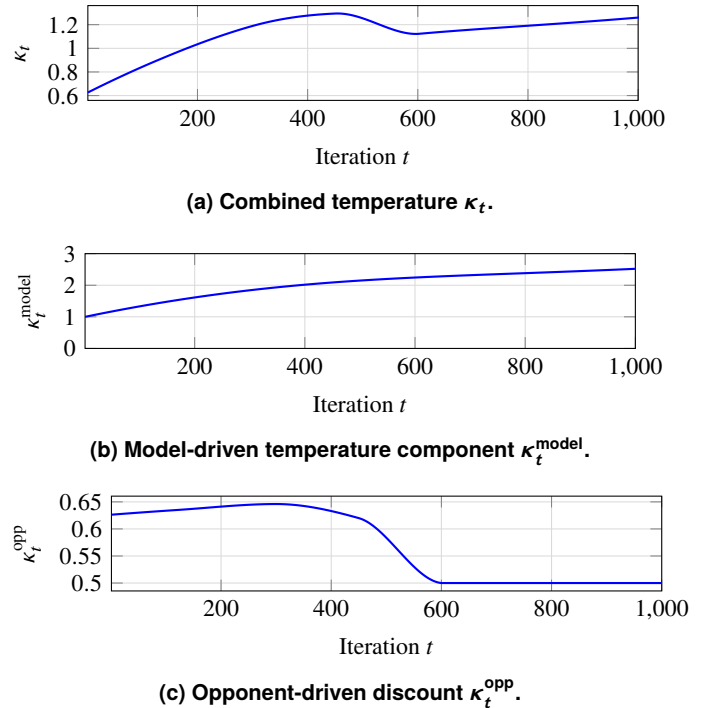 1.2
1
0.8
0.6
κ_t
200 400 600 800 1,000
Iteration t
(a) Combined temperature κ_t.
3
2
1
0
κ_t^model
200 400 600 800 1,000
Iteration t
(b) Model-driven temperature component κ_t^model.
0.65
0.6
0.55
0.5
κ_t^opp
200 400 600 800 1,000
Iteration t
(c) Opponent-driven discount κ_t^opp.